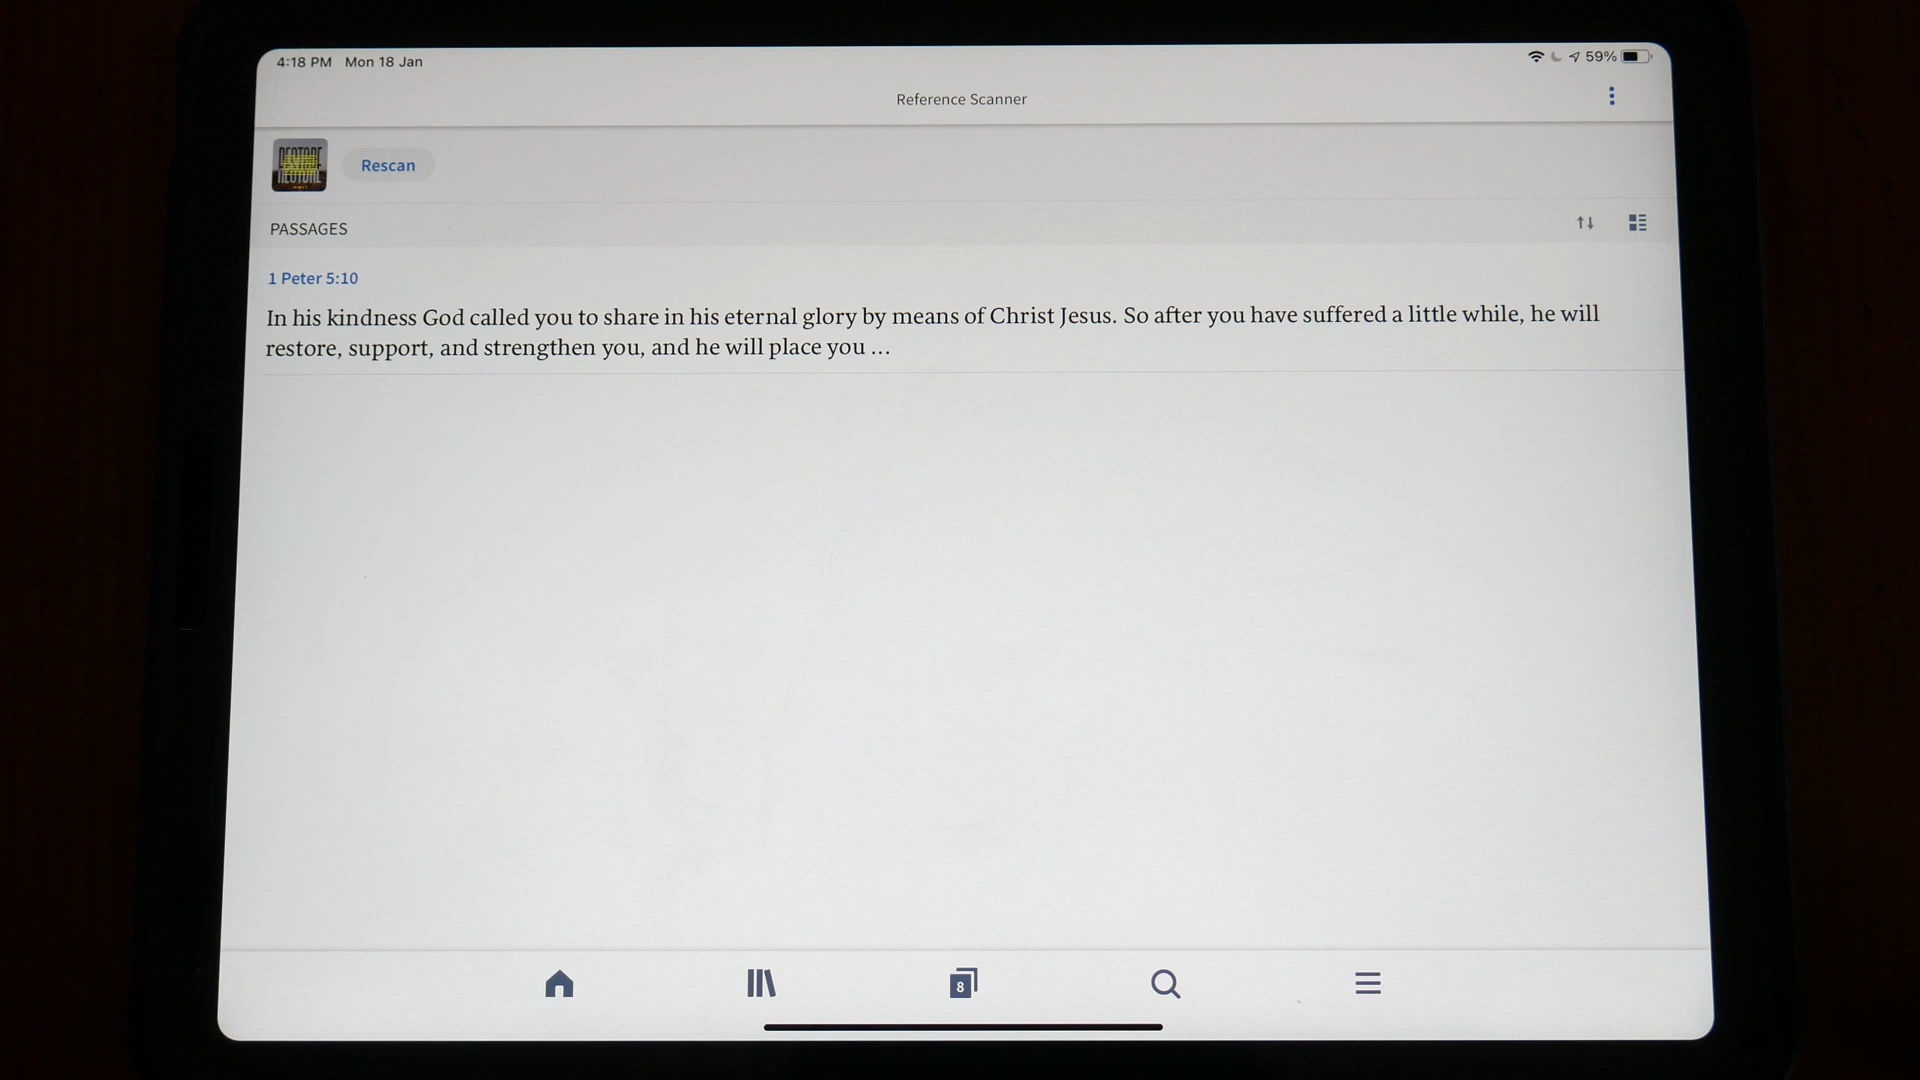 4:18 PM Mon 18 Jan 59%
Reference Scanner
Rescan
PASSAGES
1 Peter 5:10
In his kindness God called you to share in his eternal glory by means of Christ Jesus. So after you have suffered a little while, he will
restore, support, and strengthen you, and he will place you ...
8